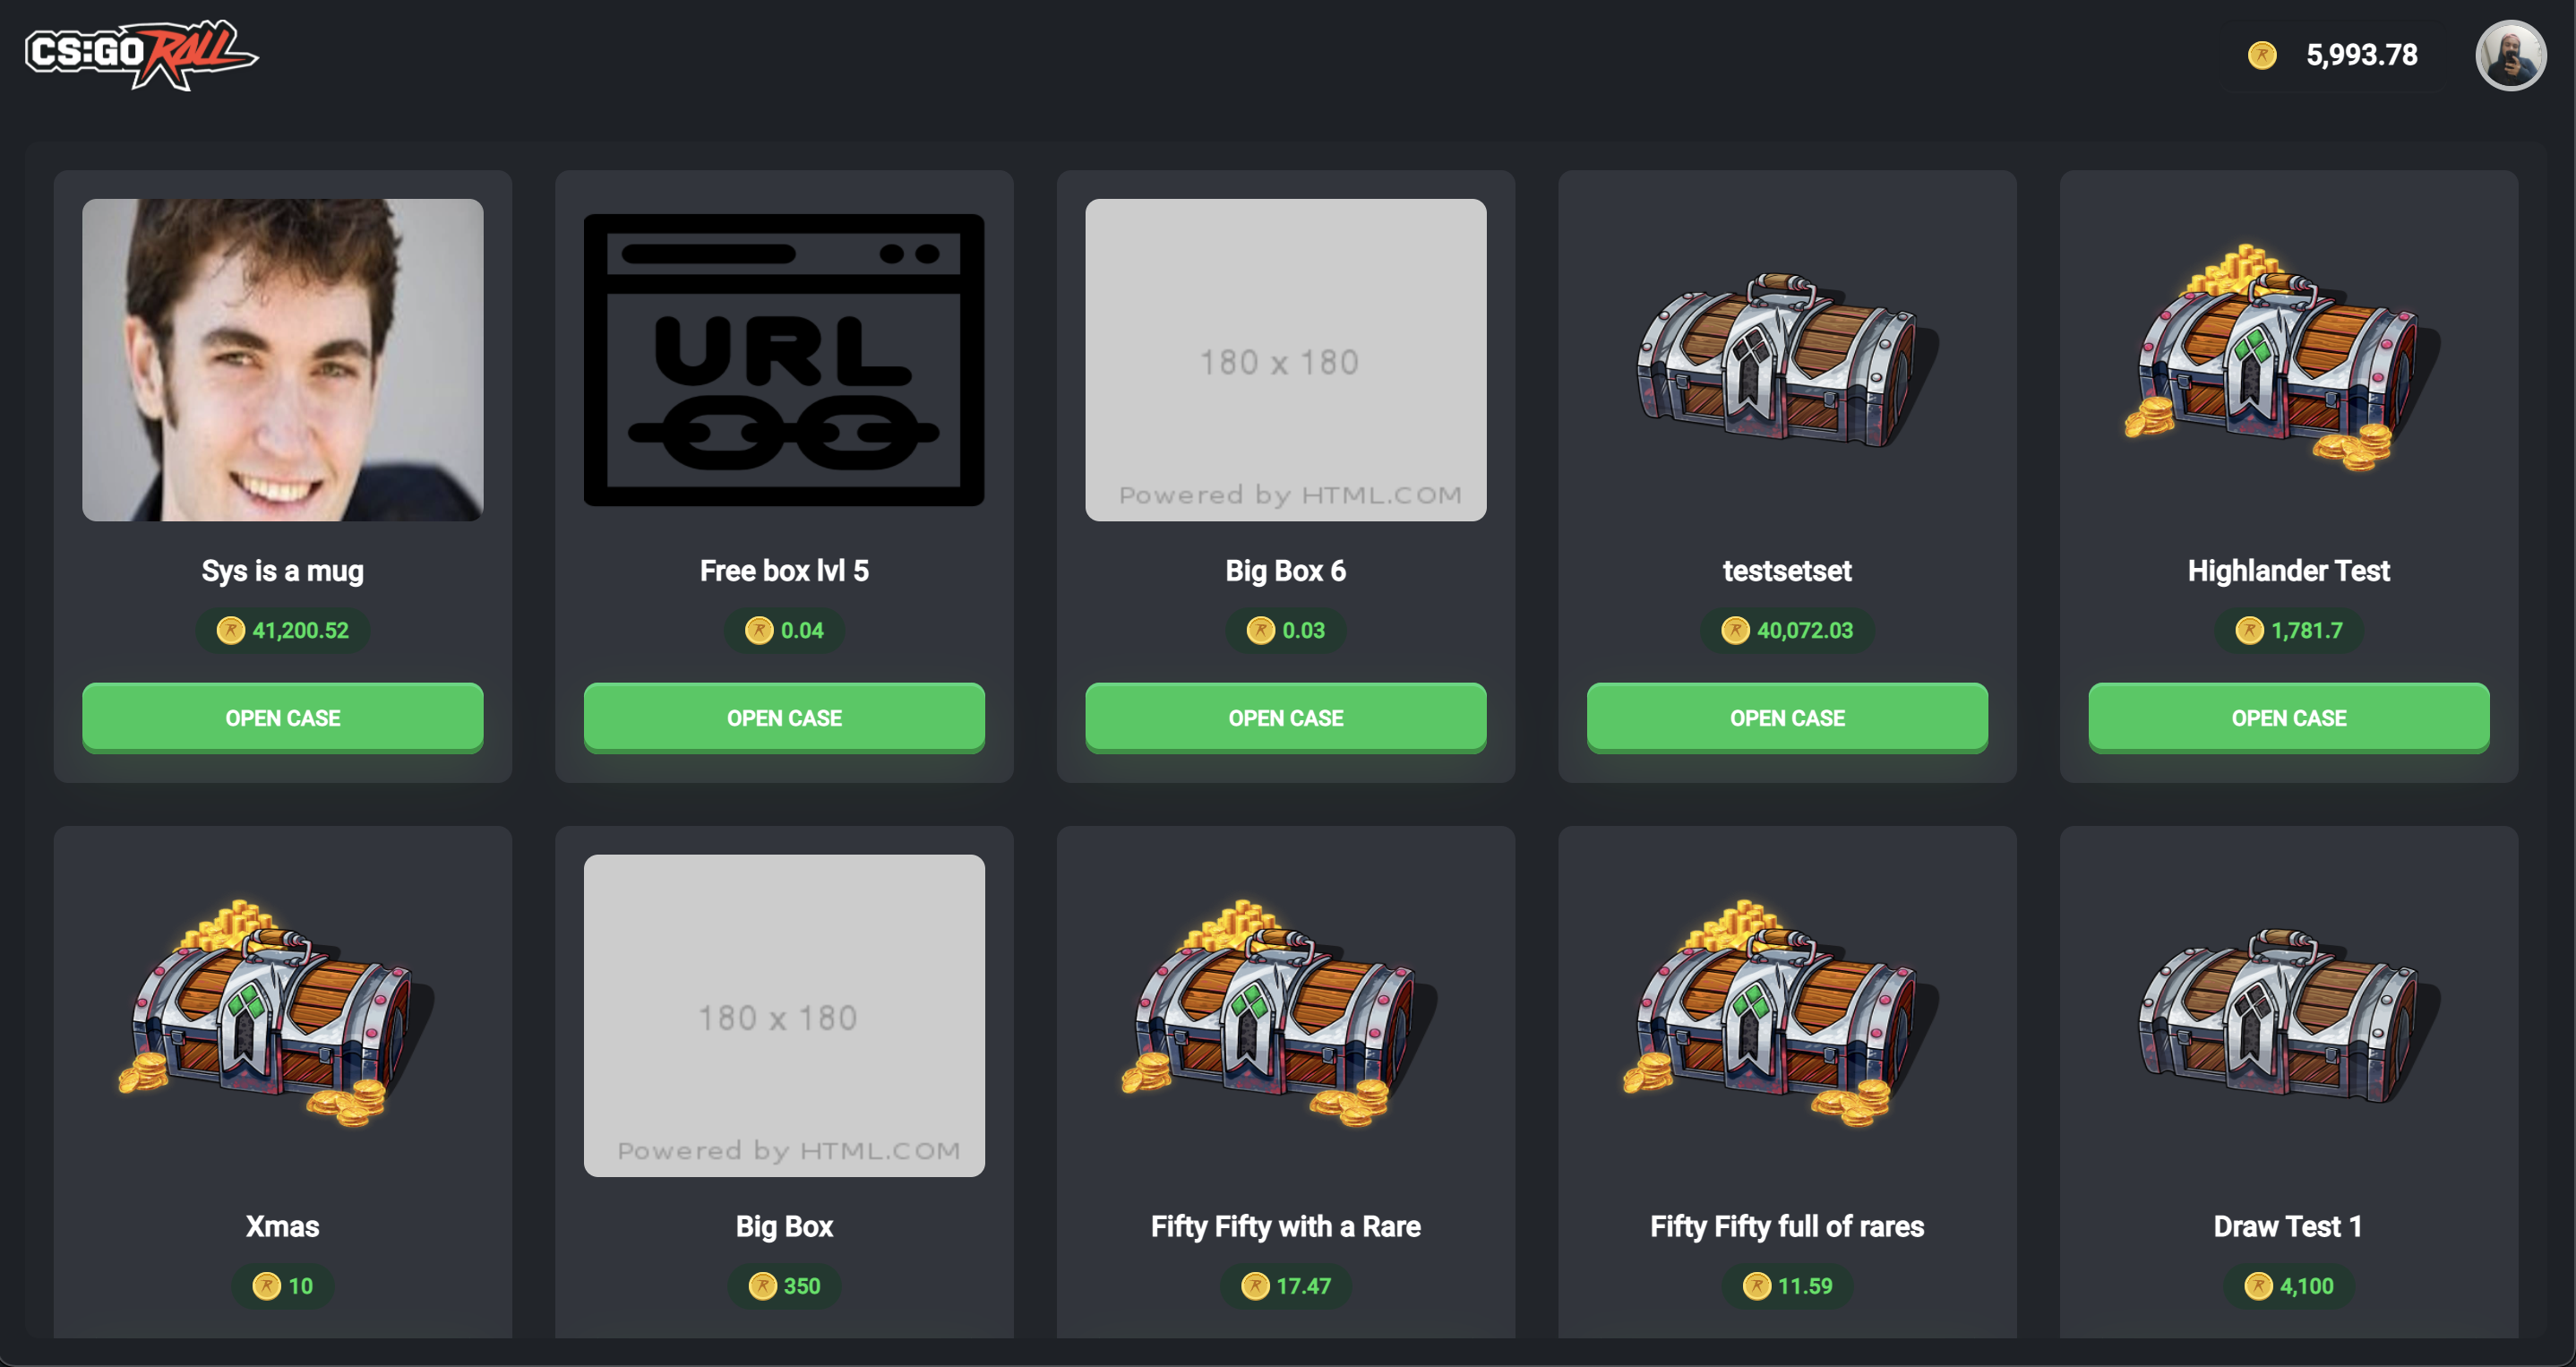 CS:GO ROLL
5,993.78
URL
180 x 180
Powered by HTML.COM
Sys is a mug
Free box lvl 5
Big Box 6
testsetset
Highlander Test
41,200.52
0.04
0.03
40,072.03
1,781.7
OPEN CASE
OPEN CASE
OPEN CASE
OPEN CASE
OPEN CASE
180 x 180
Powered by HTML.COM
Xmas
Big Box
Fifty Fifty with a Rare
Fifty Fifty full of rares
Draw Test 1
10
350
17.47
11.59
4,100